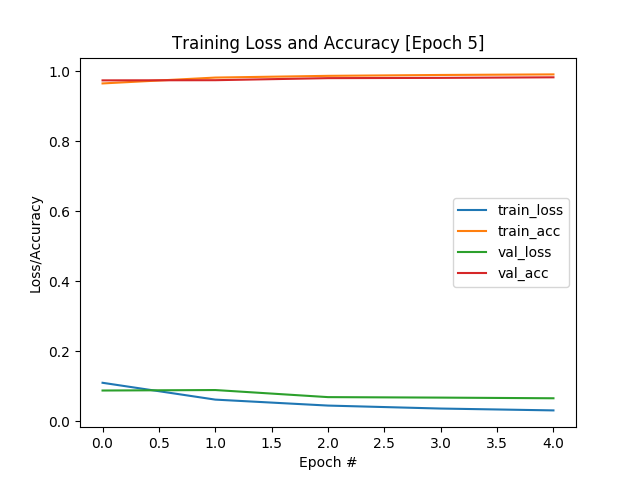 Training Loss and Accuracy [Epoch 5]
1.0
0.8
0.6
0.4
0.2
0.0
Loss/Accuracy
train_loss
train_acc
val_loss
val_acc
0.0 0.5 1.0 1.5 2.0 2.5 3.0 3.5 4.0
Epoch #